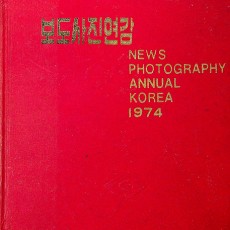 보도사진연감
NEWS
PHOTOGRAPHY
ANNUAL
KOREA
1974